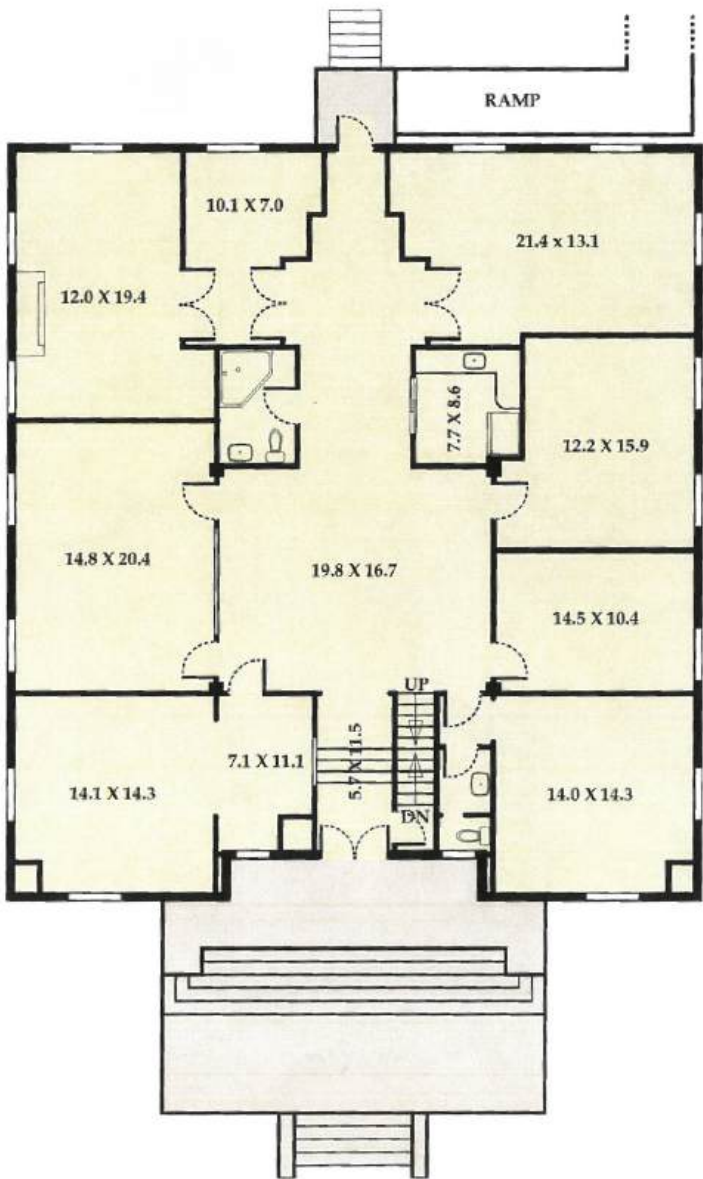 RAMP
10.1 X 7.0
21.4 x 13.1
12.0 X 19.4
7.7 X 8.6
12.2 X 15.9
14.8 X 20.4
19.8 X 16.7
14.5 X 10.4
UP
7.1 X 11.1
5.7 X 11.5
14.1 X 14.3
14.0 X 14.3
DN